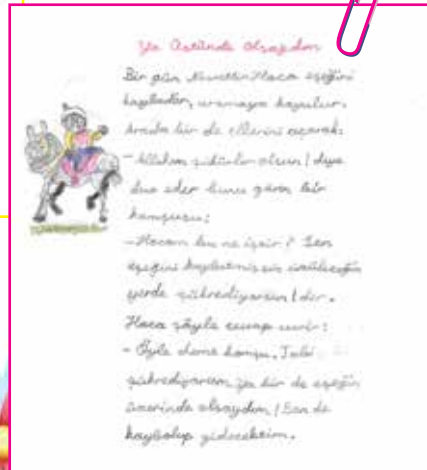 Ya Üstünde Olsaydım
Bir gün Nasrettin Hoca eşeğini
kaybeder, aramaya koyulur.
Arada bir de ellerini açarak:
- Allahım şükürler olsun! diye
dua eder bunu gören bir
komşusu:
- Hocam bu ne iştir? Sen
eşeğini kaybetmişsin üzüleceğin
yerde şükrediyorsun! der.
Hoca şöyle cevap verir:
- Öyle deme komşu. Tabi
şükrediyorum ya bir de eşeğin
üzerinde olsaydım! Ben de
kaybolup gidecektim.